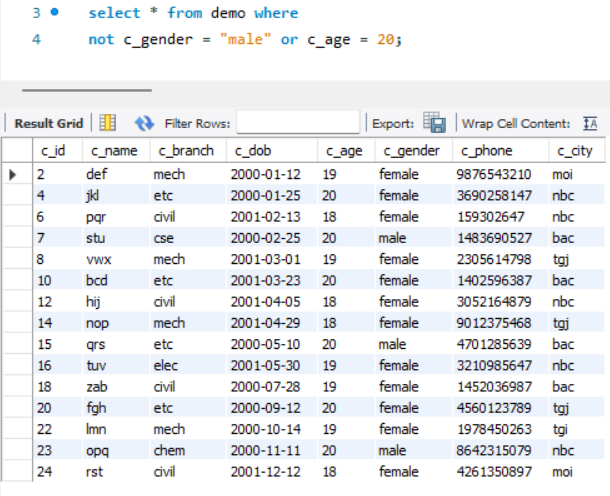 3 select * from demo where
4 not c_gender = "male" or c_age = 20;
Result Grid Filter Rows: Export: Wrap Cell Content:
c_id c_name c_branch c_dob c_age c_gender c_phone c_city
2 def mech 2000-01-12 19 female 9876543210 moi
4 jkl etc 2000-01-25 20 female 3690258147 nbc
6 pqr civil 2001-02-13 18 female 159302647 nbc
7 stu cse 2000-02-25 20 male 1483690527 bac
8 vwx mech 2001-03-01 19 female 2305614798 tgj
10 bcd etc 2001-03-23 20 female 1402596387 bac
12 hij civil 2001-04-05 18 female 3052164879 nbc
14 nop mech 2001-04-29 18 female 9012375468 tgj
15 qrs etc 2000-05-10 20 male 4701285639 bac
16 tuv elec 2001-05-30 19 female 3210985647 nbc
18 zab civil 2000-07-28 19 female 1452036987 bac
20 fgh etc 2000-09-12 20 female 4560123789 tgj
22 lmn mech 2000-10-14 19 female 1978450263 tgi
23 opq chem 2000-11-11 20 male 8642315079 nbc
24 rst civil 2001-12-12 18 female 4261350897 moi